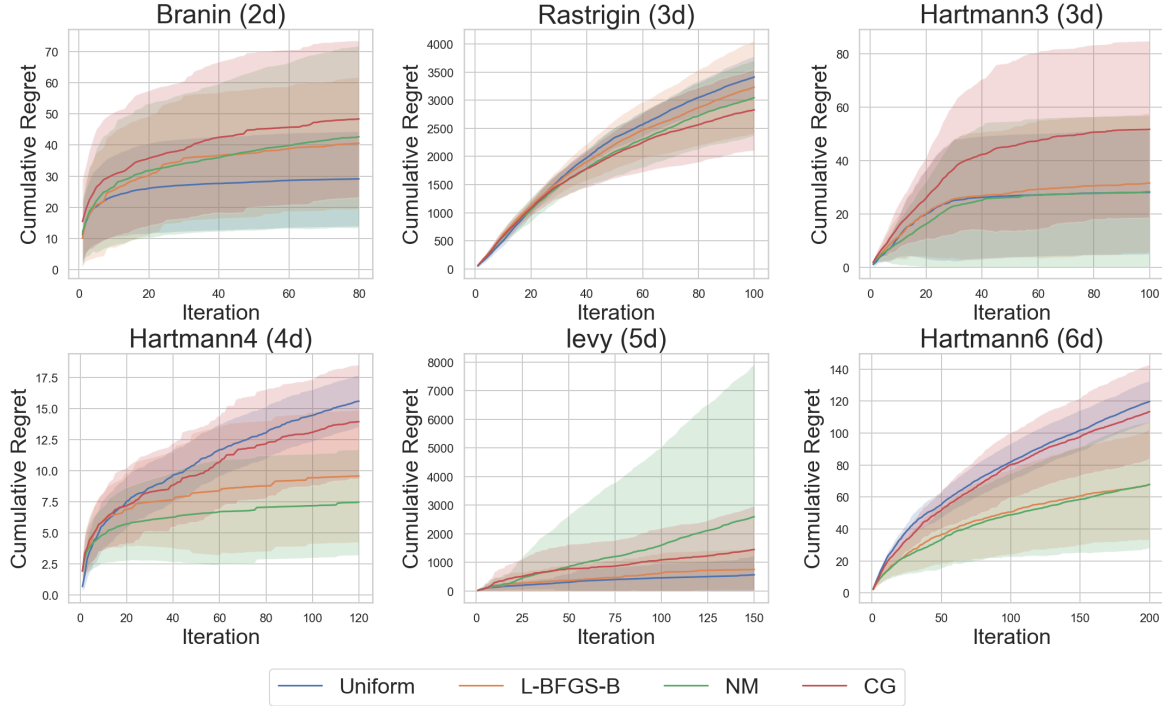 Branin (2d)
Cumulative Regret
70
60
50
40
30
20
10
0
0 20 40 60 80
Iteration
Rastrigin (3d)
Cumulative Regret
4000
3500
3000
2500
2000
1500
1000
500
0
0 20 40 60 80 100
Iteration
Hartmann3 (3d)
Cumulative Regret
80
60
40
20
0
0 20 40 60 80 100
Iteration
Hartmann4 (4d)
Cumulative Regret
17.5
15.0
12.5
10.0
7.5
5.0
2.5
0.0
0 20 40 60 80 100 120
Iteration
levy (5d)
Cumulative Regret
8000
7000
6000
5000
4000
3000
2000
1000
0
0 25 50 75 100 125 150
Iteration
Hartmann6 (6d)
Cumulative Regret
140
120
100
80
60
40
20
0
0 50 100 150 200
Iteration
Uniform L-BFGS-B NM CG